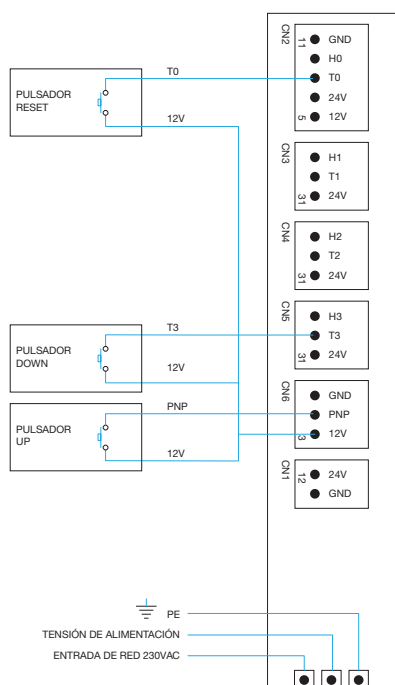 PULSADOR
RESET
T0
12V
PULSADOR
DOWN
T3
12V
PULSADOR
UP
PNP
12V
CN2
11
5
GND
H0
T0
24V
12V
CN3
31
H1
T1
24V
CN4
31
H2
T2
24V
CN5
31
H3
T3
24V
CN6
3
GND
PNP
12V
CN1
12
24V
GND
PE
TENSIÓN DE ALIMENTACIÓN
ENTRADA DE RED 230VAC